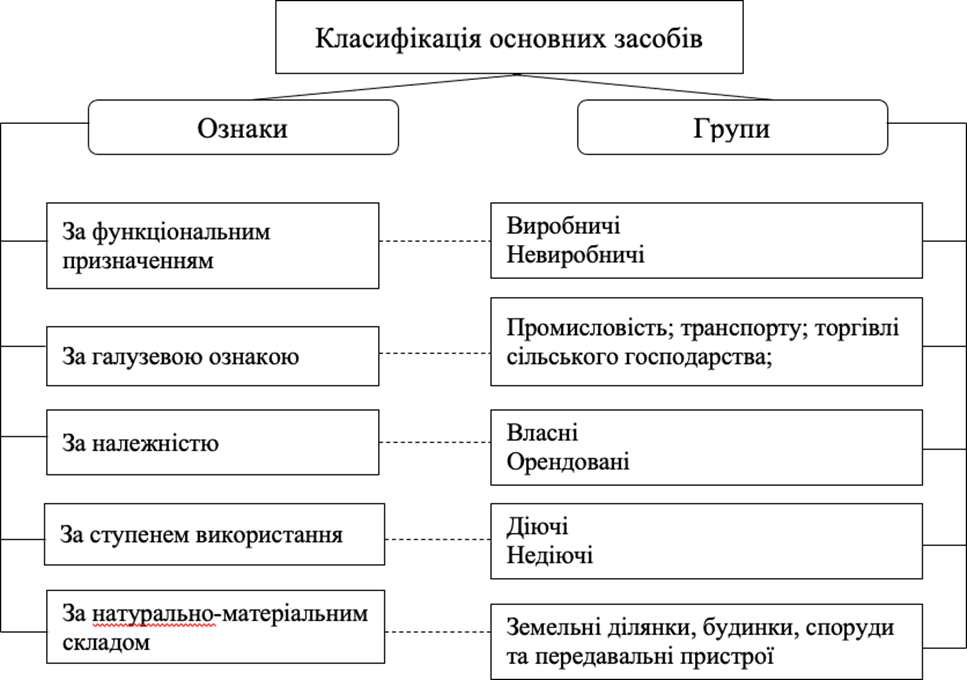 Класифікація основних засобів
Ознаки
Групи
За функціональним
призначенням
Виробничі
Невиробничі
За галузевою ознакою
Промисловість; транспорту; торгівлі
сільського господарства;
За належністю
Власні
Орендовані
За ступенем використання
Діючі
Недіючі
За натурально-матеріальним
складом
Земельні ділянки, будинки, споруди
та передавальні пристрої